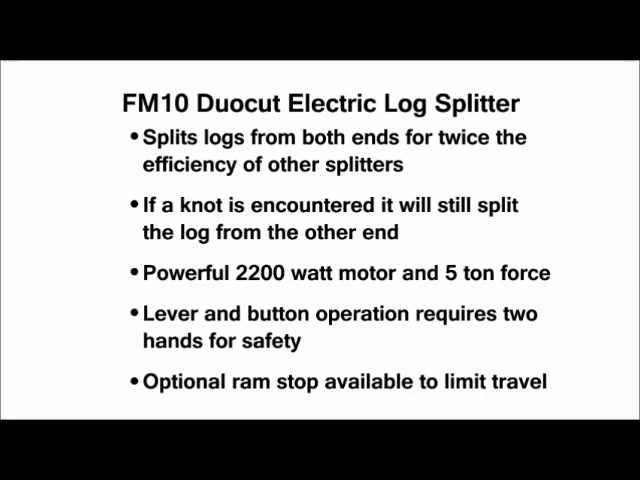 FM10 Duocut Electric Log Splitter
• Splits logs from both ends for twice the
efficiency of other splitters
• If a knot is encountered it will still split
the log from the other end
• Powerful 2200 watt motor and 5 ton force
• Lever and button operation requires two
hands for safety
• Optional ram stop available to limit travel